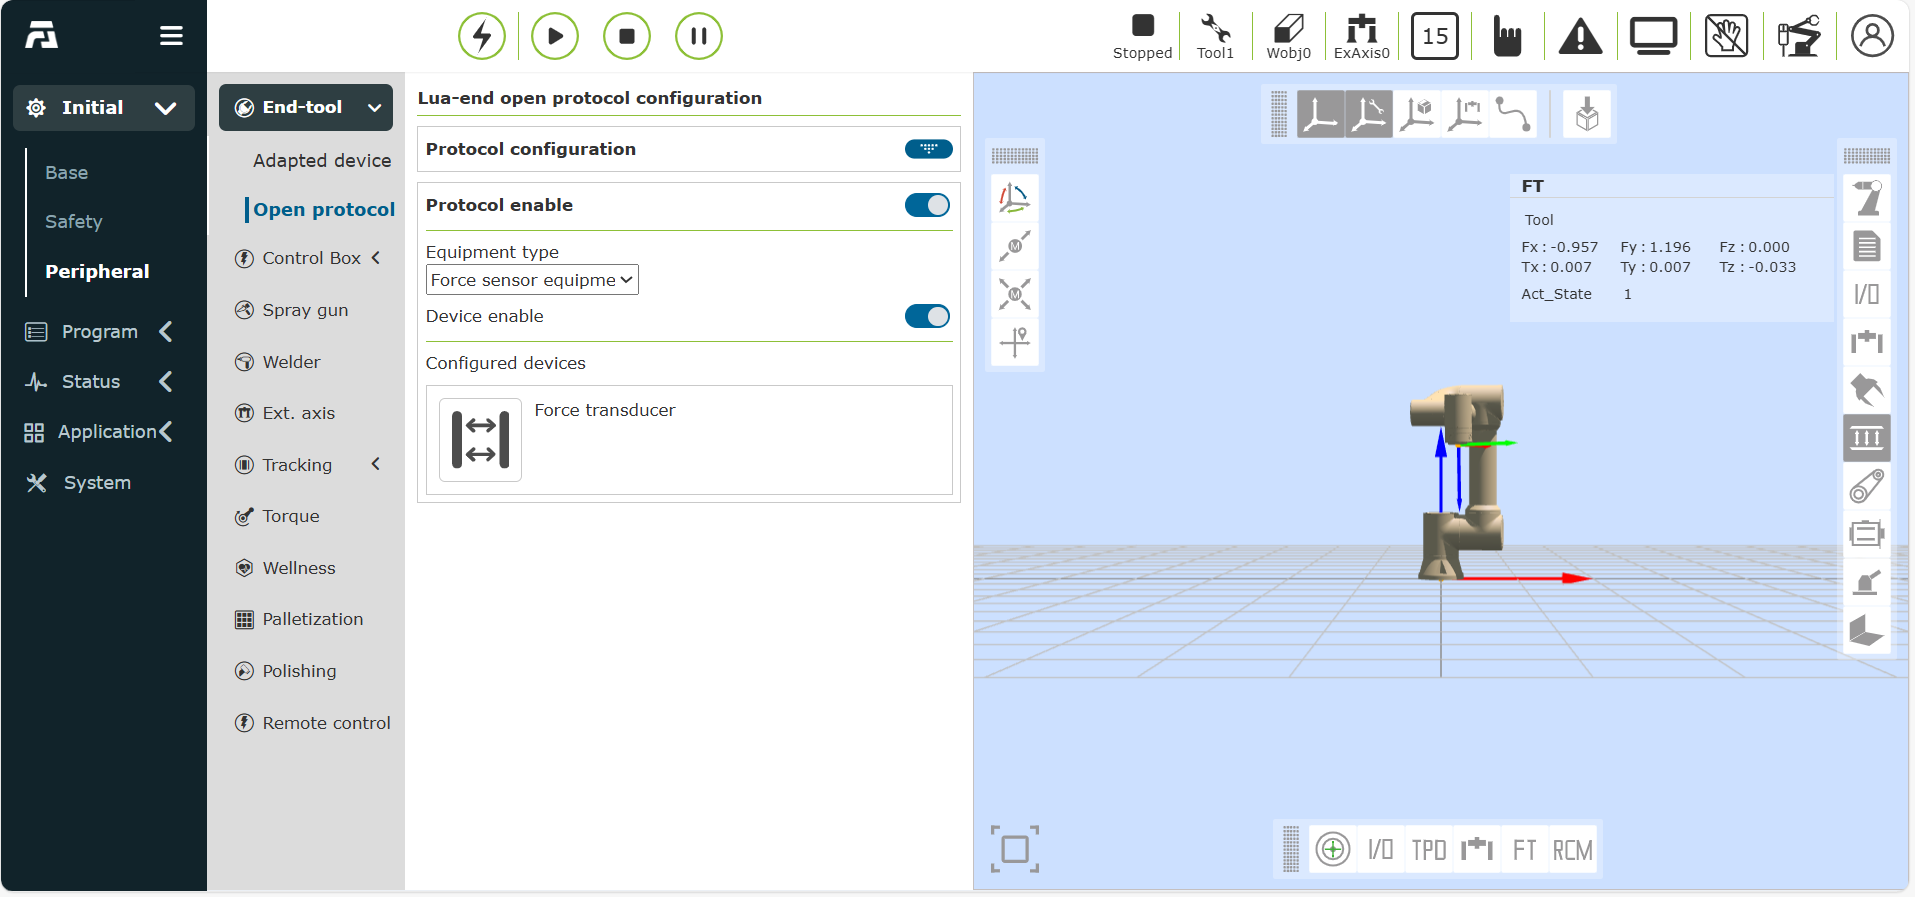 Stopped
Tool1
Wobj0
ExAxis0
15
Initial
Base
Safety
Peripheral
Program
Status
Application
System
End-tool
Adapted device
Open protocol
Control Box
Spray gun
Welder
Ext. axis
Tracking
Torque
Wellness
Palletization
Polishing
Remote control
Lua-end open protocol configuration
Protocol configuration
Protocol enable
Equipment type
Force sensor equipme
Device enable
Configured devices
Force transducer
M
M
FT
Tool
Fx : -0.957 Fy : 1.196 Fz : 0.000
Tx : 0.007 Ty : 0.007 Tz : -0.033
Act_State 1
I/O
I/O
TPD
FT
RCM